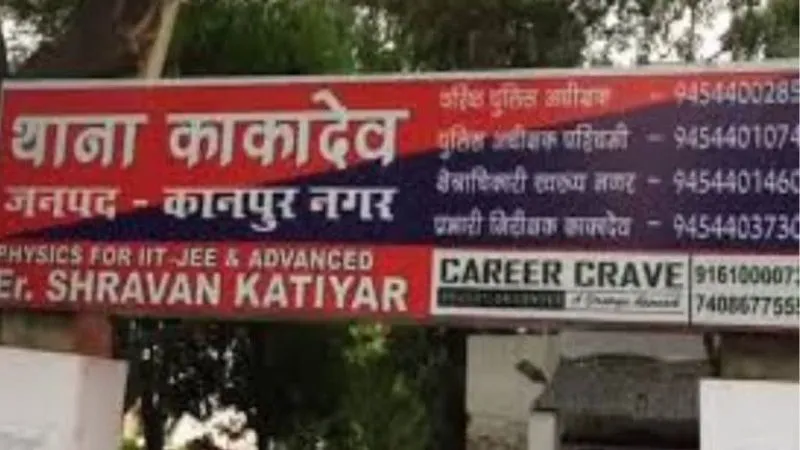 थाना काकादेव
जनपद - कानपुर नगर
वरिष्ठ पुलिस अधीक्षक - 9454400285
पुलिस अधीक्षक पश्चिमी - 9454401074
क्षेत्राधिकारी स्वरूप नगर - 9454401460
प्रभारी निरीक्षक काकादेव - 9454403730
PHYSICS FOR IIT-JEE & ADVANCED
Er. SHRAVAN KATIYAR
CAREER CRAVE